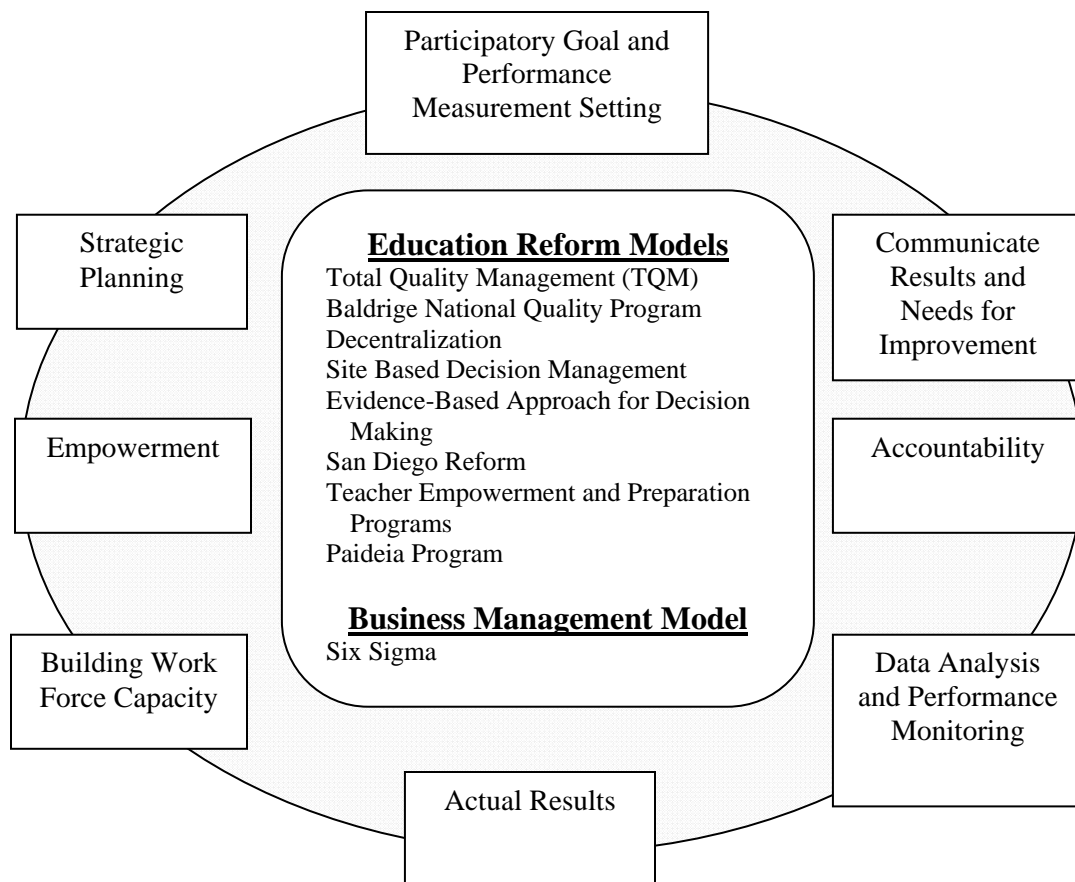 Participatory Goal and
Performance
Measurement Setting
Strategic
Planning
Communicate
Results and
Needs for
Improvement
Education Reform Models
Total Quality Management (TQM)
Baldrige National Quality Program
Decentralization
Site Based Decision Management
Evidence-Based Approach for Decision
Making
San Diego Reform
Teacher Empowerment and Preparation
Programs
Paideia Program
Business Management Model
Six Sigma
Empowerment
Accountability
Building Work
Force Capacity
Data Analysis
and Performance
Monitoring
Actual Results